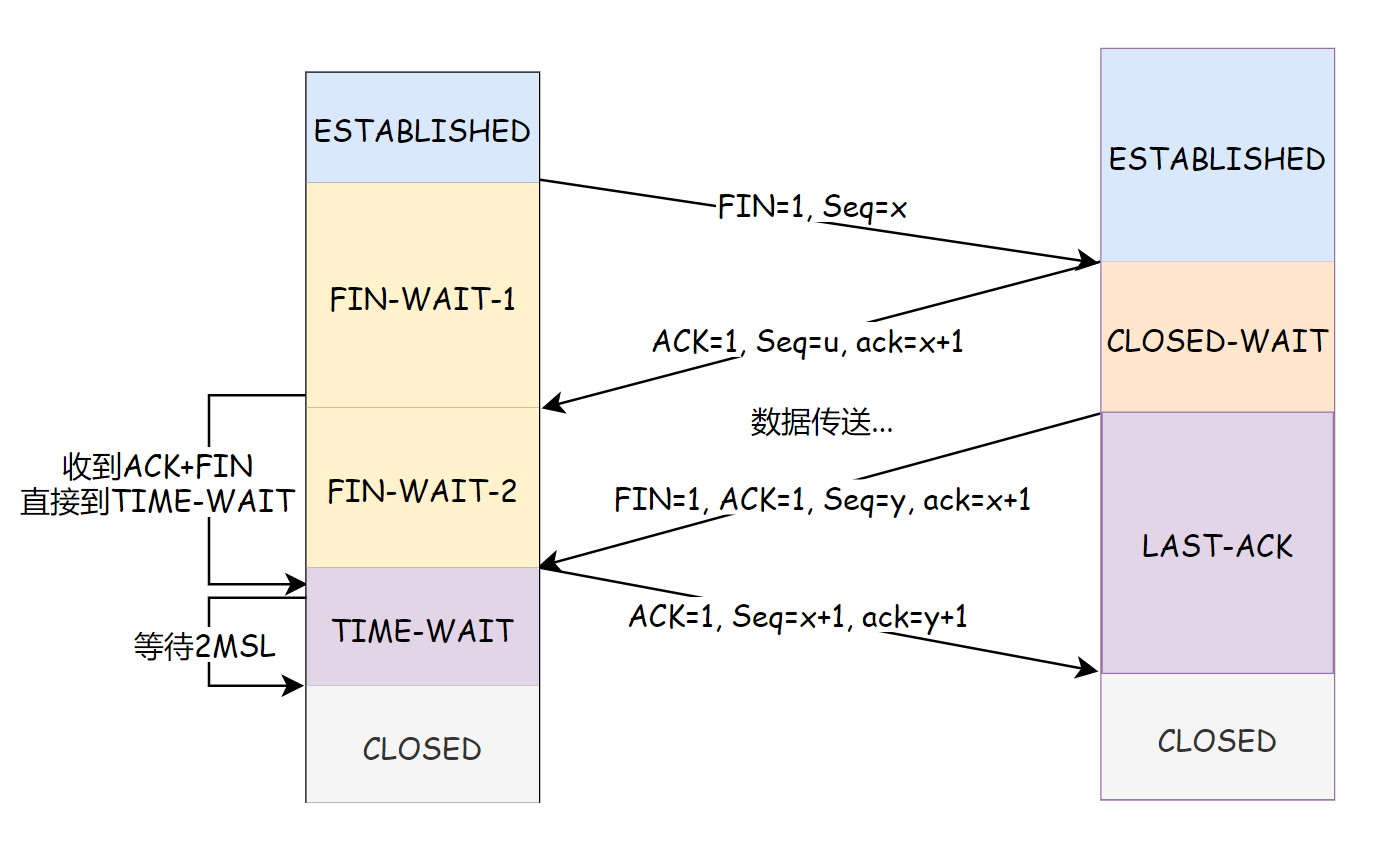 ESTABLISHED
ESTABLISHED
FIN=1, Seq=x
FIN-WAIT-1
ACK=1, Seq=u, ack=x+1
CLOSED-WAIT
数据传送...
收到ACK+FIN
直接到TIME-WAIT
FIN-WAIT-2
FIN=1, ACK=1, Seq=y, ack=x+1
LAST-ACK
ACK=1, Seq=x+1, ack=y+1
TIME-WAIT
等待2MSL
CLOSED
CLOSED